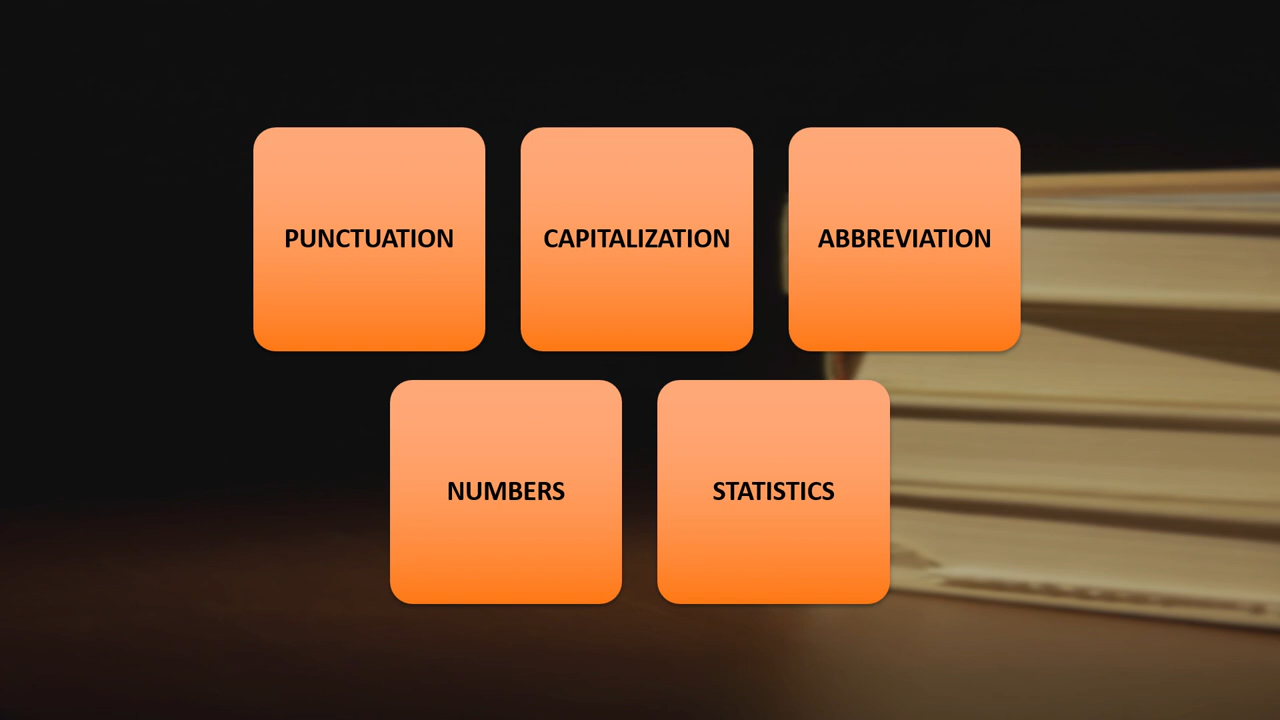 PUNCTUATION
CAPITALIZATION
ABBREVIATION
NUMBERS
STATISTICS